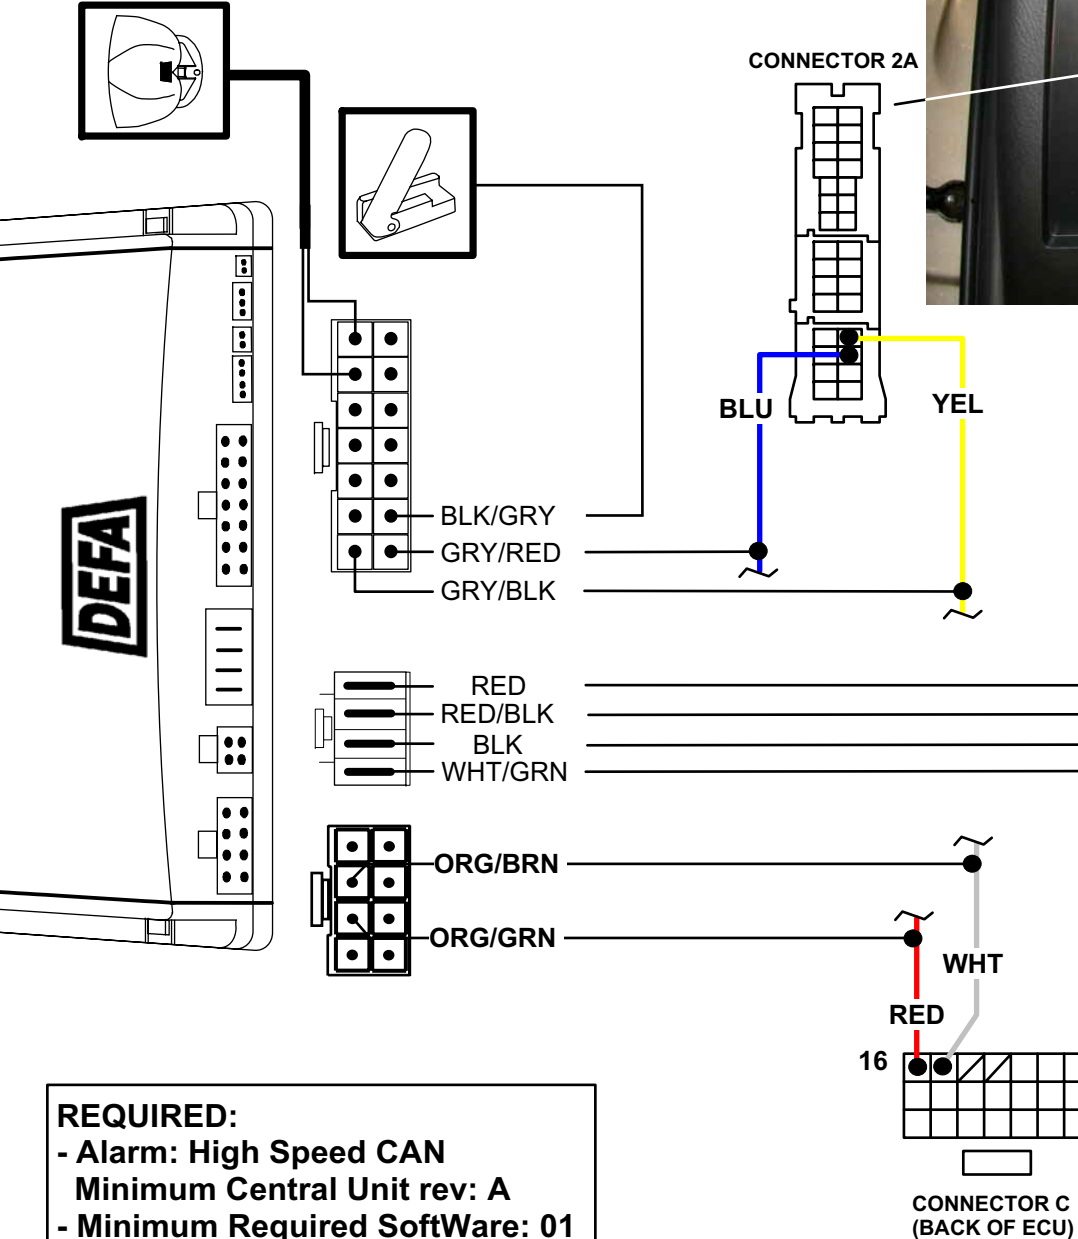 CONNECTOR 2A
BLU
YEL
BLK/GRY
GRY/RED
GRY/BLK
DEFA
RED
RED/BLK
BLK
WHT/GRN
ORG/BRN
ORG/GRN
WHT
RED
16
REQUIRED:
- Alarm: High Speed CAN
Minimum Central Unit rev: A
- Minimum Required SoftWare: 01
CONNECTOR C
(BACK OF ECU)